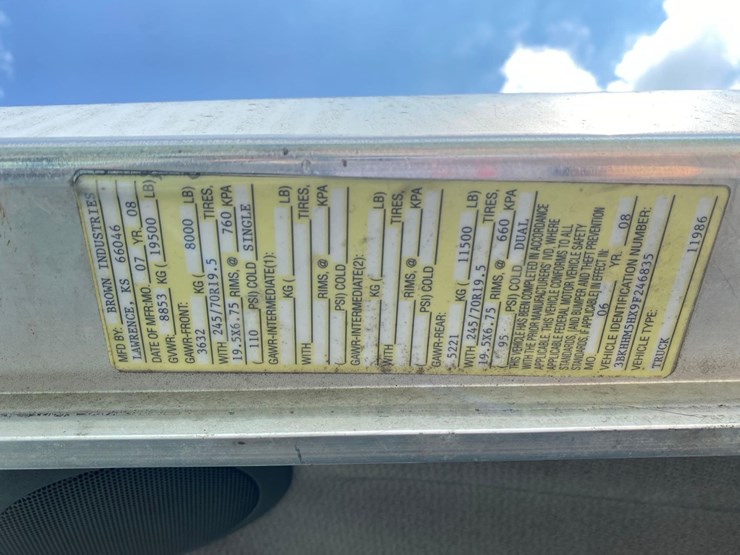 MFD BY: BROWN INDUSTRIES
LAWRENCE, KS 66046
DATE OF MFR:MO. 07 YR. 08
GVWR: 8853 KG ( 19500 LB)
GAWR-FRONT:
3632 KG ( 8000 LB)
WITH 245/70R19.5 TIRES,
19.5X6.75 RIMS, @ 760 KPA
( 110 PSI) COLD SINGLE
GAWR-INTERMEDIATE(1):
KG ( LB)
WITH TIRES,
RIMS, @ KPA
( PSI) COLD
GAWR-INTERMEDIATE(2):
KG ( LB)
WITH TIRES,
RIMS, @ KPA
( PSI) COLD
GAWR-REAR:
5221 KG ( 11500 LB)
WITH 245/70R19.5 TIRES,
19.5X6.75 RIMS, @ 660 KPA
( 95 PSI) COLD DUAL
THIS VEHICLE HAS BEEN COMPLETED IN ACCORDANCE
WITH THE PRIOR MANUFACTURERS' IVD, WHERE
APPLICABLE. THIS VEHICLE CONFORMS TO ALL
APPLICABLE FEDERAL MOTOR VEHICLE SAFETY
STANDARDS, [AND BUMPER AND THEFT PREVENTION
STANDARDS, IF APPLICABLE] IN EFFECT IN:
MO. 06 YR. 08
VEHICLE IDENTIFICATION NUMBER:
3BKHHM5HX9F246835
VEHICLE TYPE:
TRUCK 11986